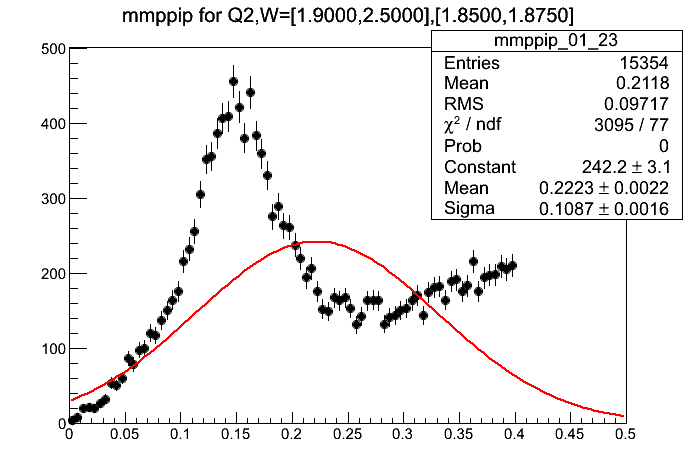 mmppip for Q2,W=[1.9000,2.5000],[1.8500,1.8750]
mmppip_01_23
Entries 15354
Mean 0.2118
RMS 0.09717
χ² / ndf 3095 / 77
Prob 0
Constant 242.2 ± 3.1
Mean 0.2223 ± 0.0022
Sigma 0.1087 ± 0.0016
500
400
300
200
100
0
0 0.05 0.1 0.15 0.2 0.25 0.3 0.35 0.4 0.45 0.5